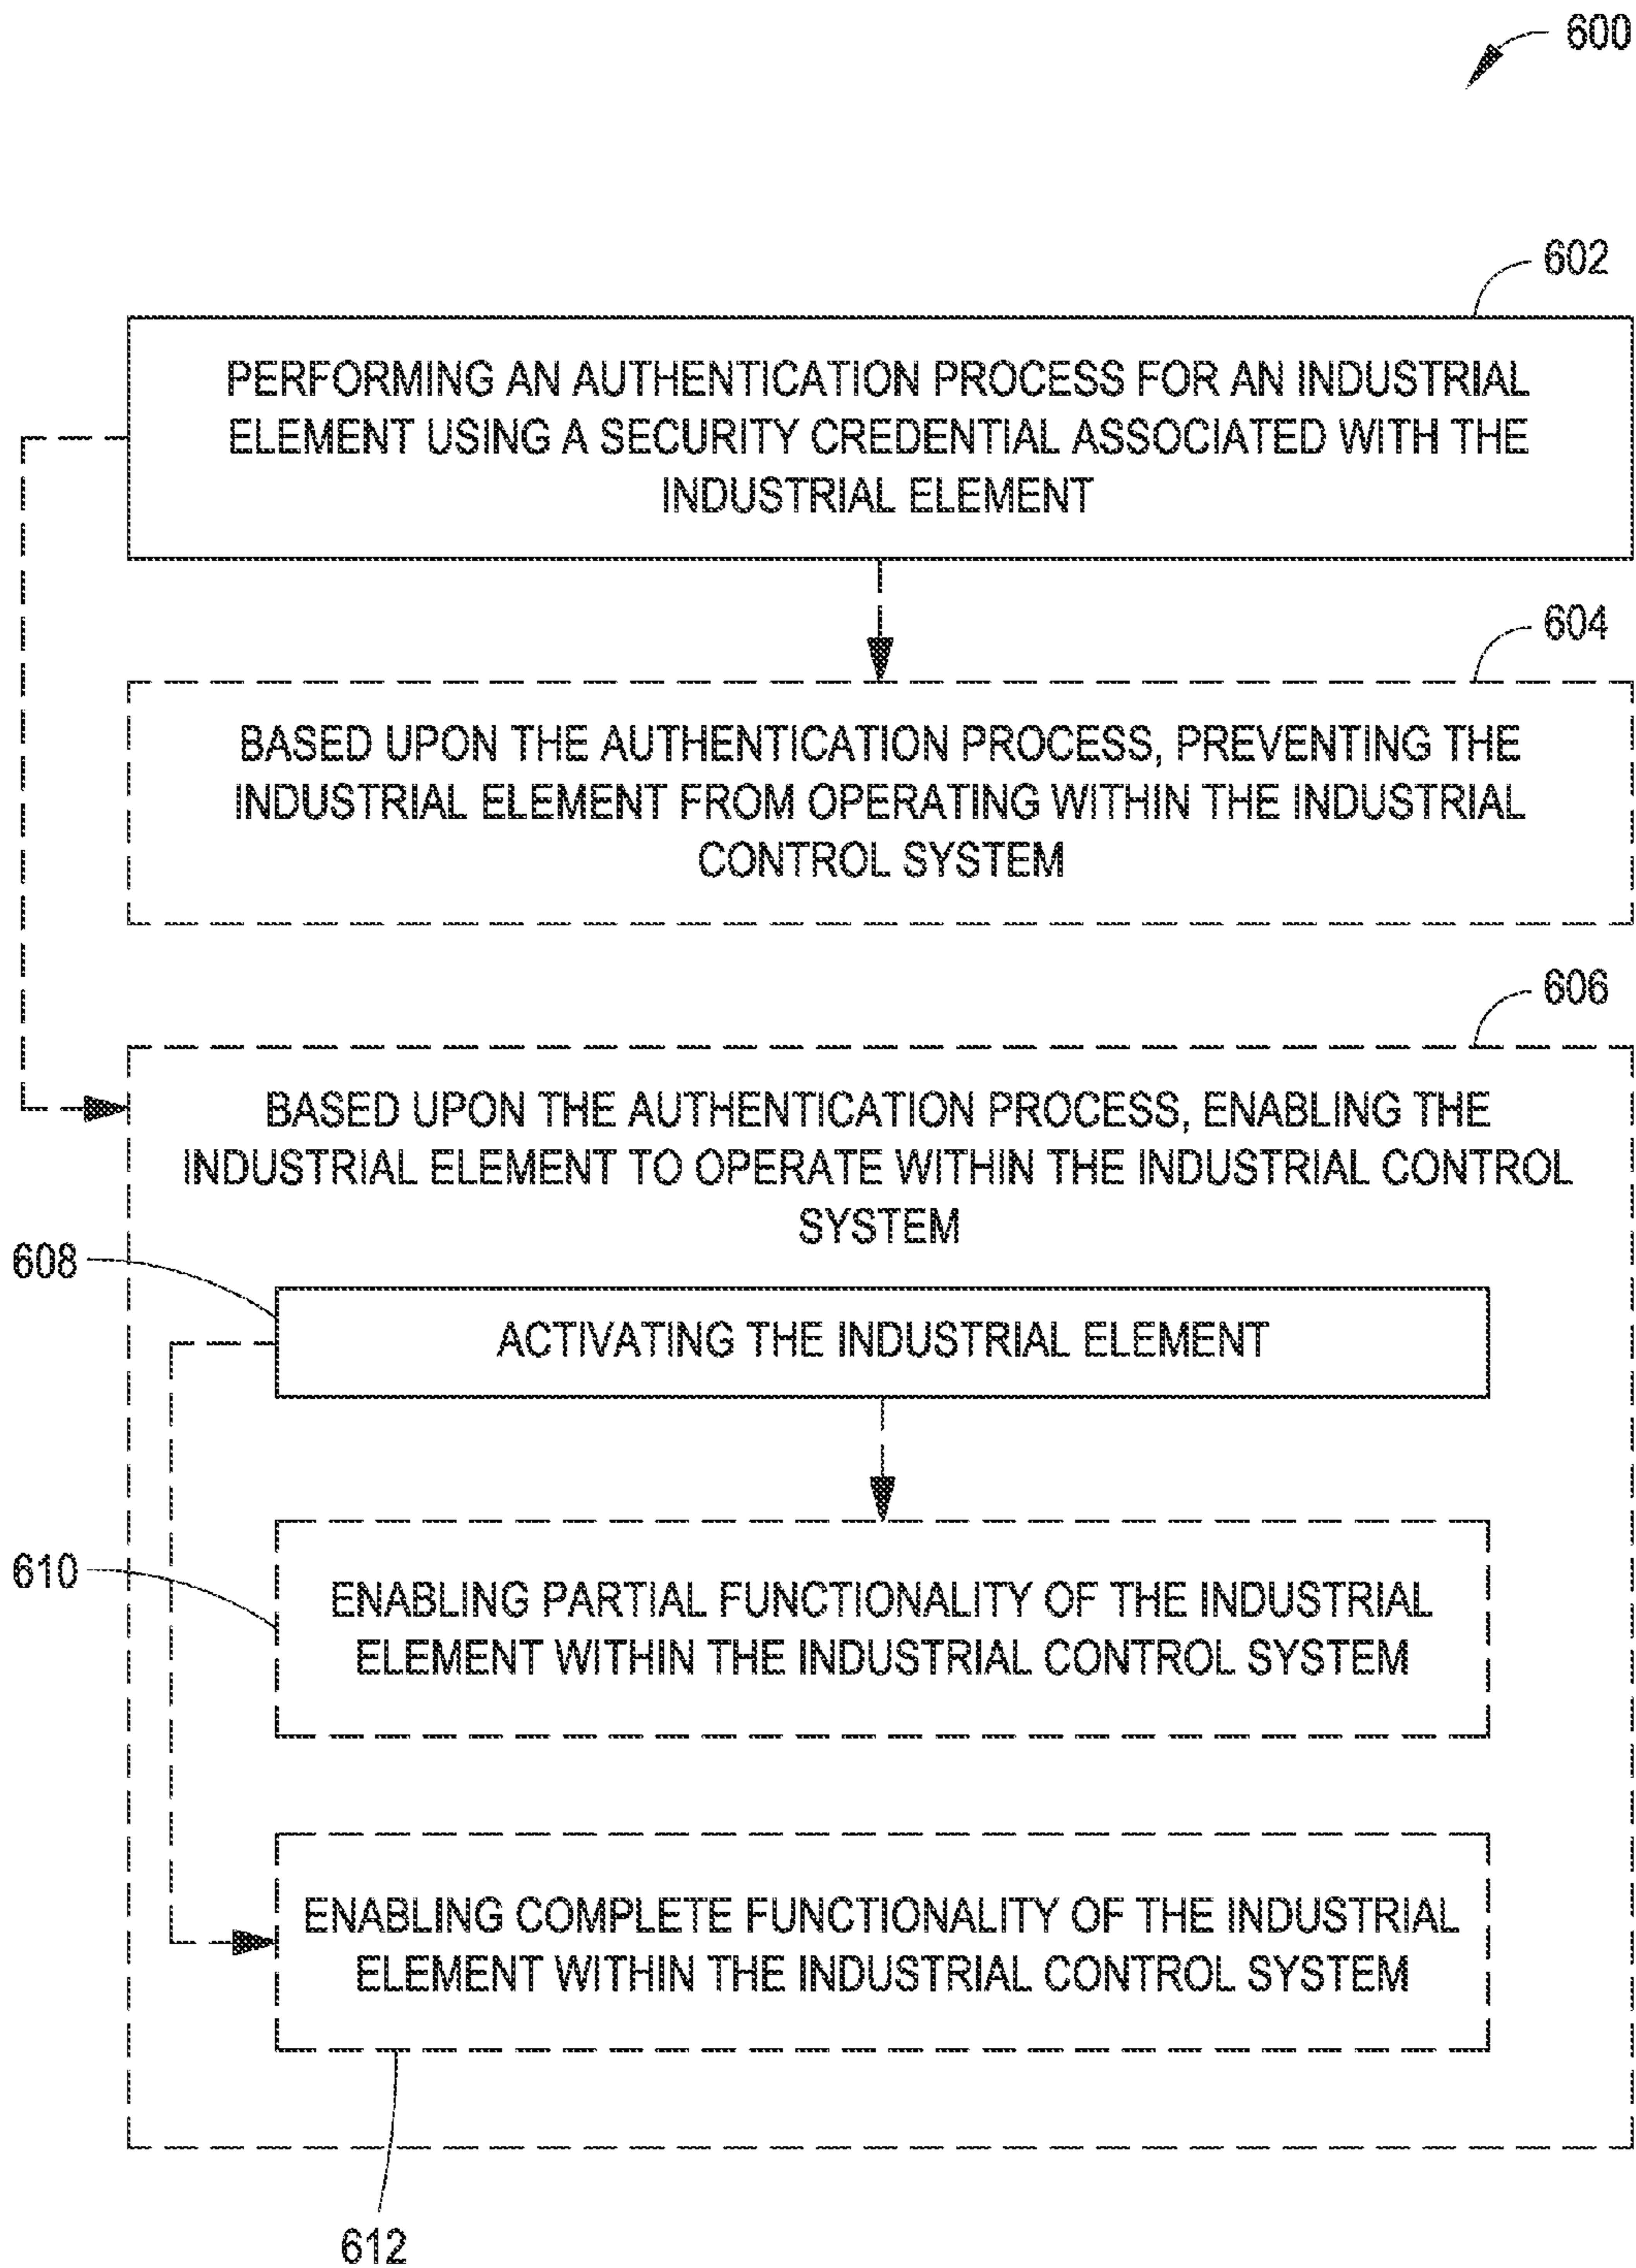 600
602
PERFORMING AN AUTHENTICATION PROCESS FOR AN INDUSTRIAL
ELEMENT USING A SECURITY CREDENTIAL ASSOCIATED WITH THE
INDUSTRIAL ELEMENT
604
BASED UPON THE AUTHENTICATION PROCESS, PREVENTING THE
INDUSTRIAL ELEMENT FROM OPERATING WITHIN THE INDUSTRIAL
CONTROL SYSTEM
606
BASED UPON THE AUTHENTICATION PROCESS, ENABLING THE
INDUSTRIAL ELEMENT TO OPERATE WITHIN THE INDUSTRIAL CONTROL
SYSTEM
608
ACTIVATING THE INDUSTRIAL ELEMENT
610
ENABLING PARTIAL FUNCTIONALITY OF THE INDUSTRIAL
ELEMENT WITHIN THE INDUSTRIAL CONTROL SYSTEM
ENABLING COMPLETE FUNCTIONALITY OF THE INDUSTRIAL
ELEMENT WITHIN THE INDUSTRIAL CONTROL SYSTEM
612